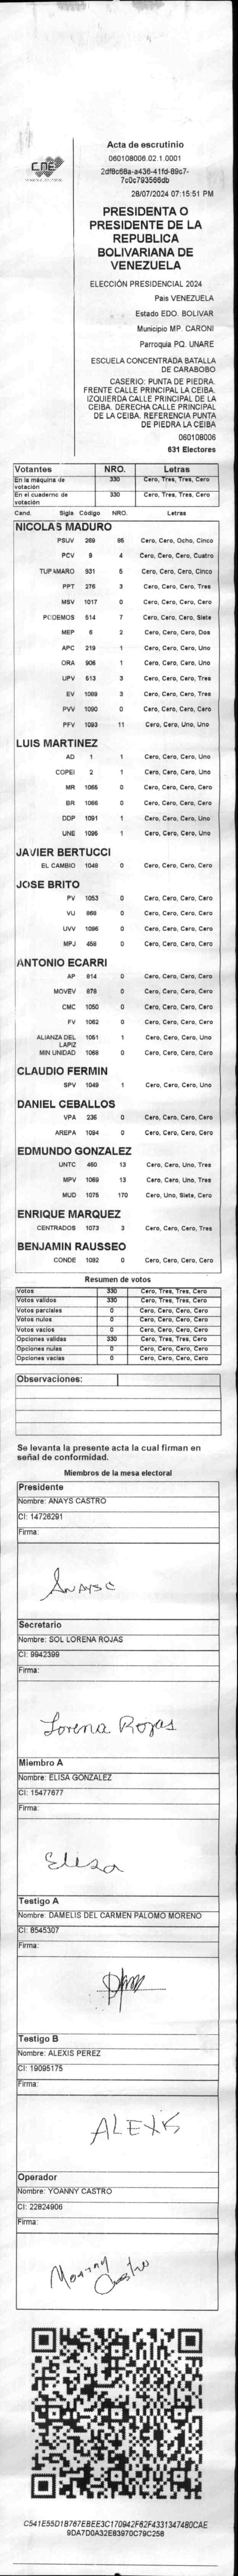 CNE
Acta de escrutinio
060108006.02.1.0001
2df8c68a-a436-41fd-89c7-
7c0c793566db
28/07/2024 07:15:51 PM
PRESIDENTA O
PRESIDENTE DE LA
REPUBLICA
BOLIVARIANA DE
VENEZUELA
ELECCIÓN PRESIDENCIAL 2024
Pais VENEZUELA
Estado EDO. BOLIVAR
Municipio MP. CARONI
Parroquia PQ. UNARE
ESCUELA CONCENTRADA BATALLA
DE CARABOBO
CASERIO: PUNTA DE PIEDRA.
FRENTE CALLE PRINCIPAL LA CEIBA.
IZQUIERDA CALLE PRINCIPAL DE LA
CEIBA. DERECHA CALLE PRINCIPAL
DE LA CEIBA. REFERENCIA PUNTA
DE PIEDRA LA CEIBA
060108006
631 Electores
Votantes NRO. Letras
En la máquina de votación 330 Cero, Tres, Tres, Cero
En el cuaderno de votación 330 Cero, Tres, Tres, Cero
Cand. Sigla Código NRO. Letras
NICOLAS MADURO
PSUV 269 85 Cero, Cero, Ocho, Cinco
PCV 9 4 Cero, Cero, Cero, Cuatro
TUPAMARO 931 5 Cero, Cero, Cero, Cinco
PPT 276 3 Cero, Cero, Cero, Tres
MSV 1017 0 Cero, Cero, Cero, Cero
PODEMOS 514 7 Cero, Cero, Cero, Siete
MEP 6 2 Cero, Cero, Cero, Dos
APC 219 1 Cero, Cero, Cero, Uno
ORA 906 1 Cero, Cero, Cero, Uno
UPV 513 3 Cero, Cero, Cero, Tres
EV 1089 3 Cero, Cero, Cero, Tres
PVV 1090 0 Cero, Cero, Cero, Cero
PFV 1093 11 Cero, Cero, Uno, Uno
LUIS MARTINEZ
AD 1 1 Cero, Cero, Cero, Uno
COPEI 2 1 Cero, Cero, Cero, Uno
MR 1065 0 Cero, Cero, Cero, Cero
BR 1066 0 Cero, Cero, Cero, Cero
DDP 1091 1 Cero, Cero, Cero, Uno
UNE 1095 1 Cero, Cero, Cero, Uno
JAVIER BERTUCCI
EL CAMBIO 1048 0 Cero, Cero, Cero, Cero
JOSE BRITO
PV 1053 0 Cero, Cero, Cero, Cero
VU 868 0 Cero, Cero, Cero, Cero
UVV 1096 0 Cero, Cero, Cero, Cero
MPJ 458 0 Cero, Cero, Cero, Cero
ANTONIO ECARRI
AP 814 0 Cero, Cero, Cero, Cero
MOVEV 878 0 Cero, Cero, Cero, Cero
CMC 1050 0 Cero, Cero, Cero, Cero
FV 1062 0 Cero, Cero, Cero, Cero
ALIANZA DEL LAPIZ 1051 1 Cero, Cero, Cero, Uno
MIN UNIDAD 1068 0 Cero, Cero, Cero, Cero
CLAUDIO FERMIN
SPV 1049 1 Cero, Cero, Cero, Uno
DANIEL CEBALLOS
VPA 236 0 Cero, Cero, Cero, Cero
AREPA 1094 0 Cero, Cero, Cero, Cero
EDMUNDO GONZALEZ
UNTC 460 13 Cero, Cero, Uno, Tres
MPV 1069 13 Cero, Cero, Uno, Tres
MUD 1075 170 Cero, Uno, Siete, Cero
ENRIQUE MARQUEZ
CENTRADOS 1073 3 Cero, Cero, Cero, Tres
BENJAMIN RAUSSEO
CONDE 1092 0 Cero, Cero, Cero, Cero
Resumen de votos
Votos 330 Cero, Tres, Tres, Cero
Votos validos 330 Cero, Tres, Tres, Cero
Votos parciales 0 Cero, Cero, Cero, Cero
Votos nulos 0 Cero, Cero, Cero, Cero
Votos vacios 0 Cero, Cero, Cero, Cero
Opciones validas 330 Cero, Tres, Tres, Cero
Opciones nulas 0 Cero, Cero, Cero, Cero
Opciones vacias 0 Cero, Cero, Cero, Cero
Observaciones:
Se levanta la presente acta la cual firman en
señal de conformidad.
Miembros de la mesa electoral
Presidente
Nombre: ANAYS CASTRO
CI: 14726291
Firma:
Anays C
Secretario
Nombre: SOL LORENA ROJAS
CI: 9942399
Firma:
Lorena Rojas
Miembro A
Nombre: ELISA GONZALEZ
CI: 15477677
Firma:
Elisa
Testigo A
Nombre: DAMELIS DEL CARMEN PALOMO MORENO
CI: 8545307
Firma:
Testigo B
Nombre: ALEXIS PEREZ
CI: 19095175
Firma:
ALEXIS
Operador
Nombre: YOANNY CASTRO
CI: 22824906
Firma:
C541E55D1B767EBEE3C170942F62F4331347480CAE
9DA7D0A32E83970C79C258